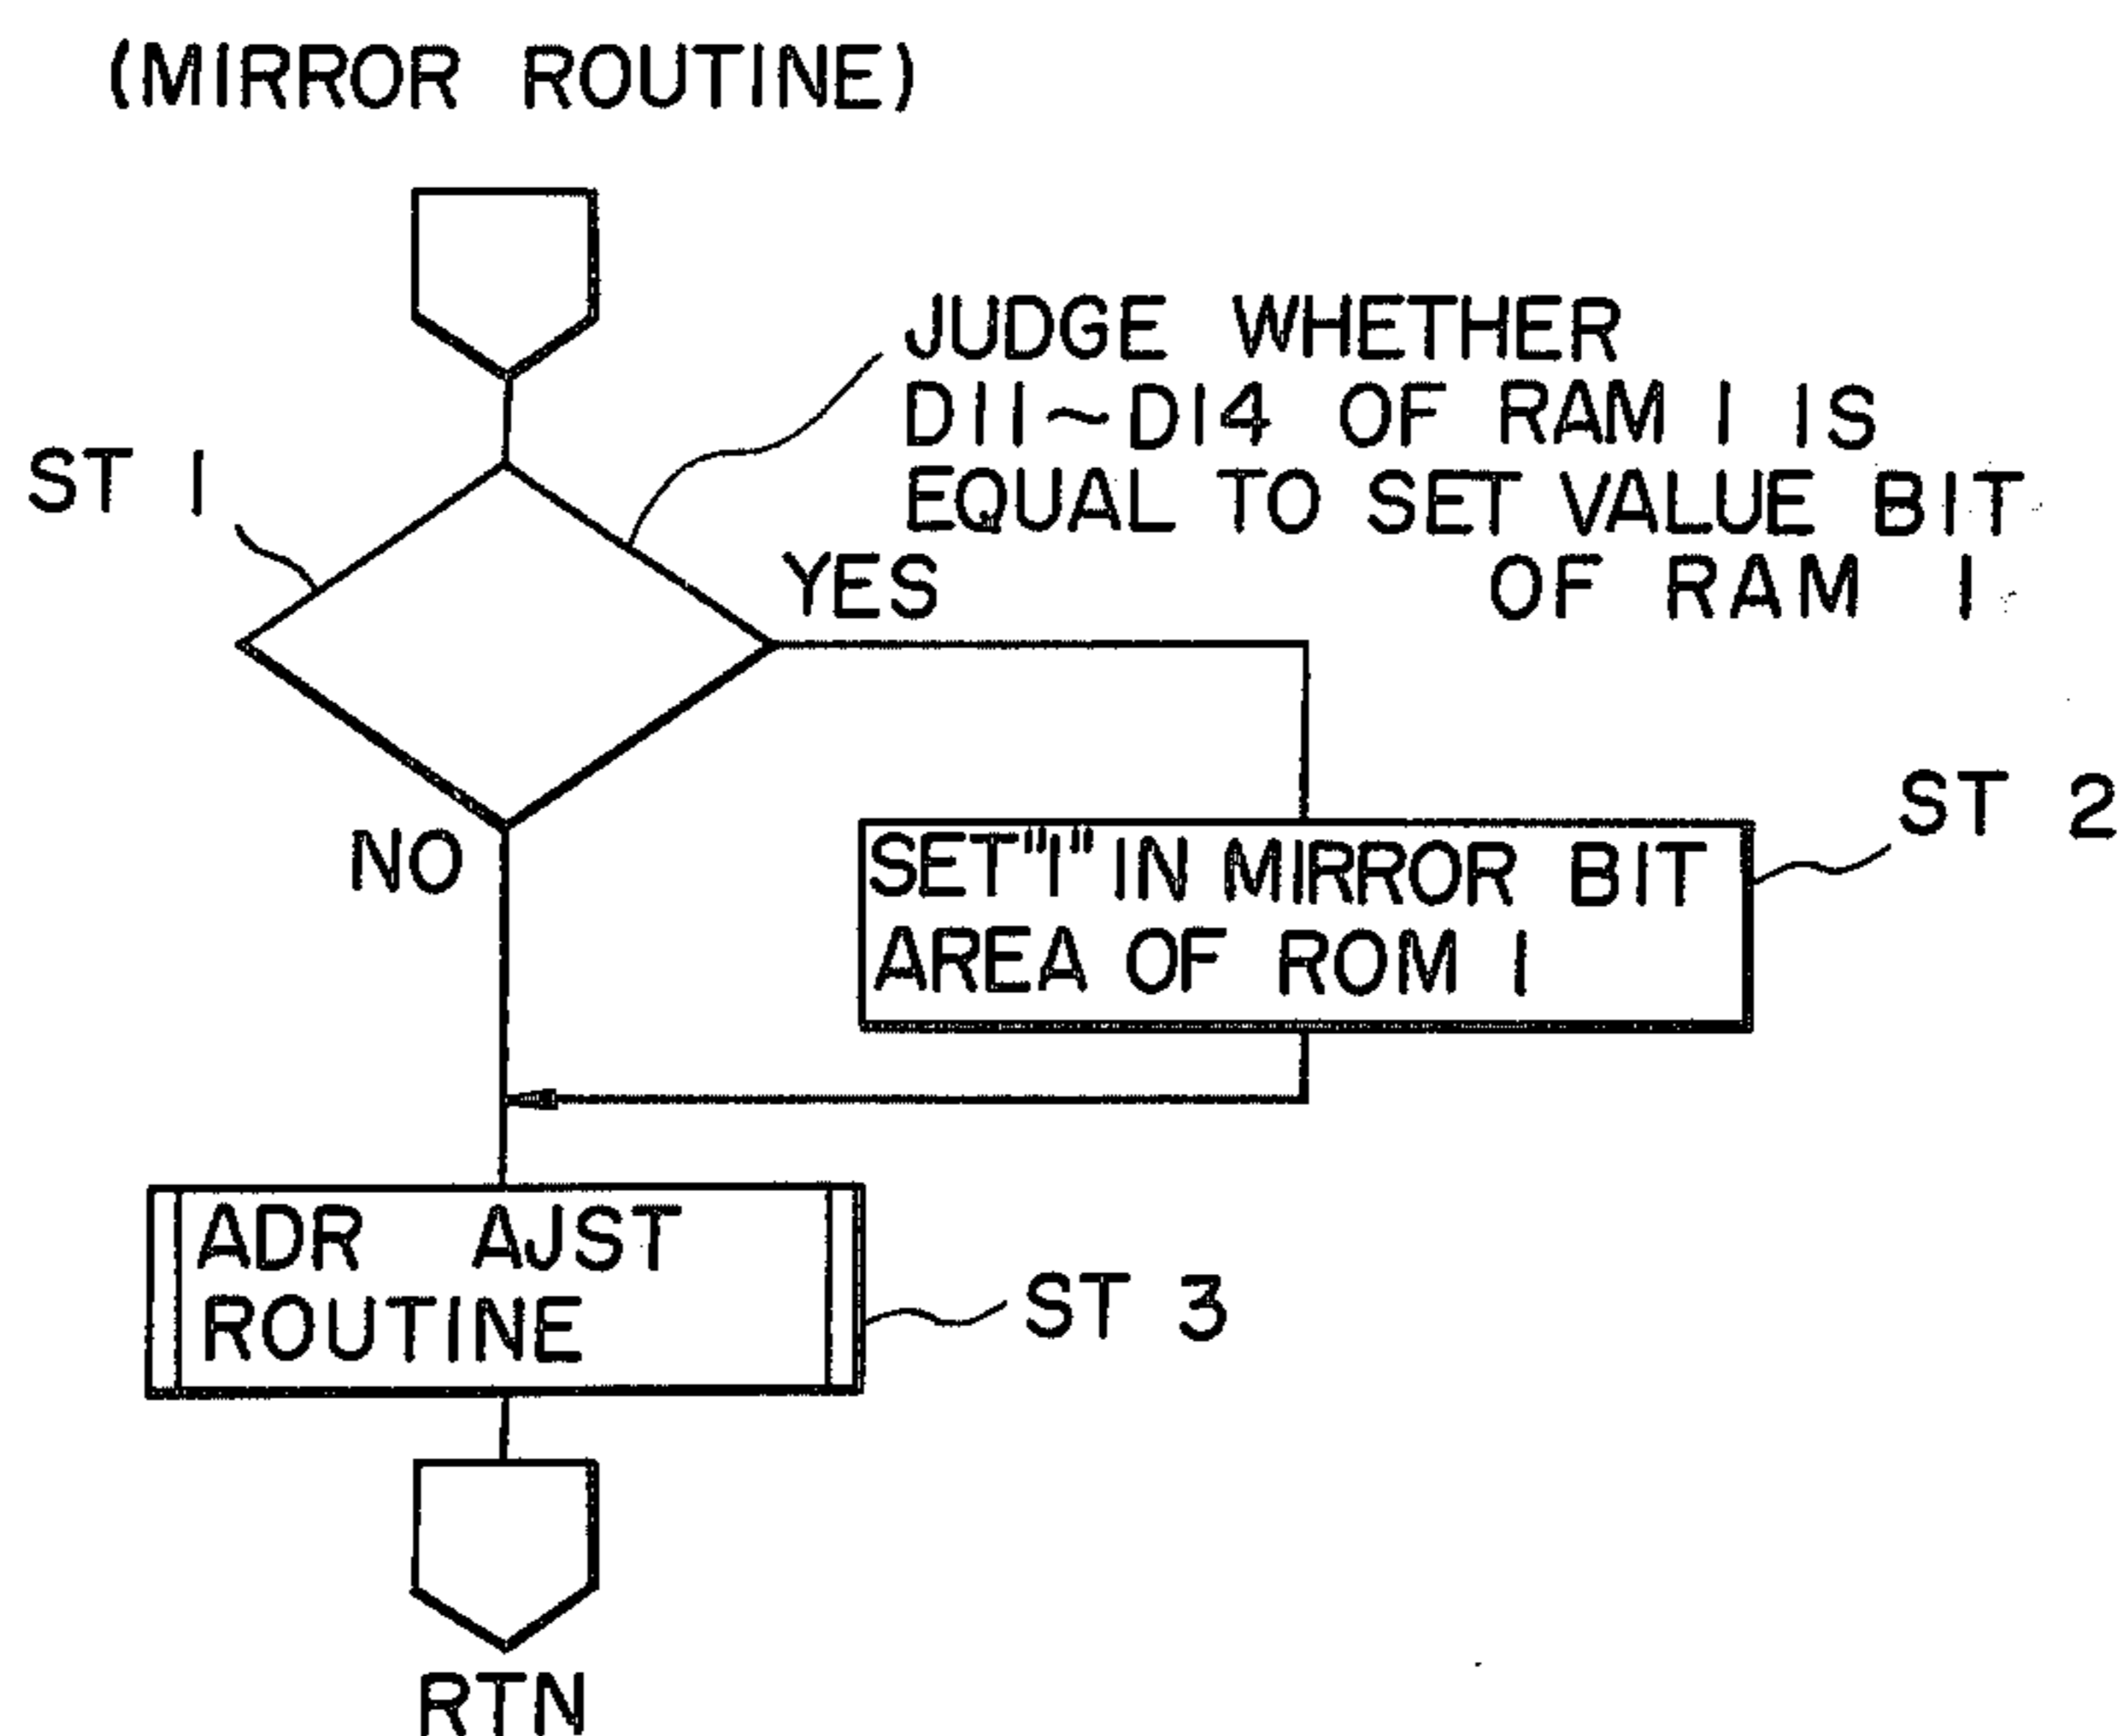 (MIRROR ROUTINE)
JUDGE WHETHER
D11~D14 OF RAM 1 IS
EQUAL TO SET VALUE BIT
OF RAM 1
ST 1
YES
NO
ST 2
SET"1" IN MIRROR BIT
AREA OF ROM 1
ADR AJST
ROUTINE
ST 3
RTN